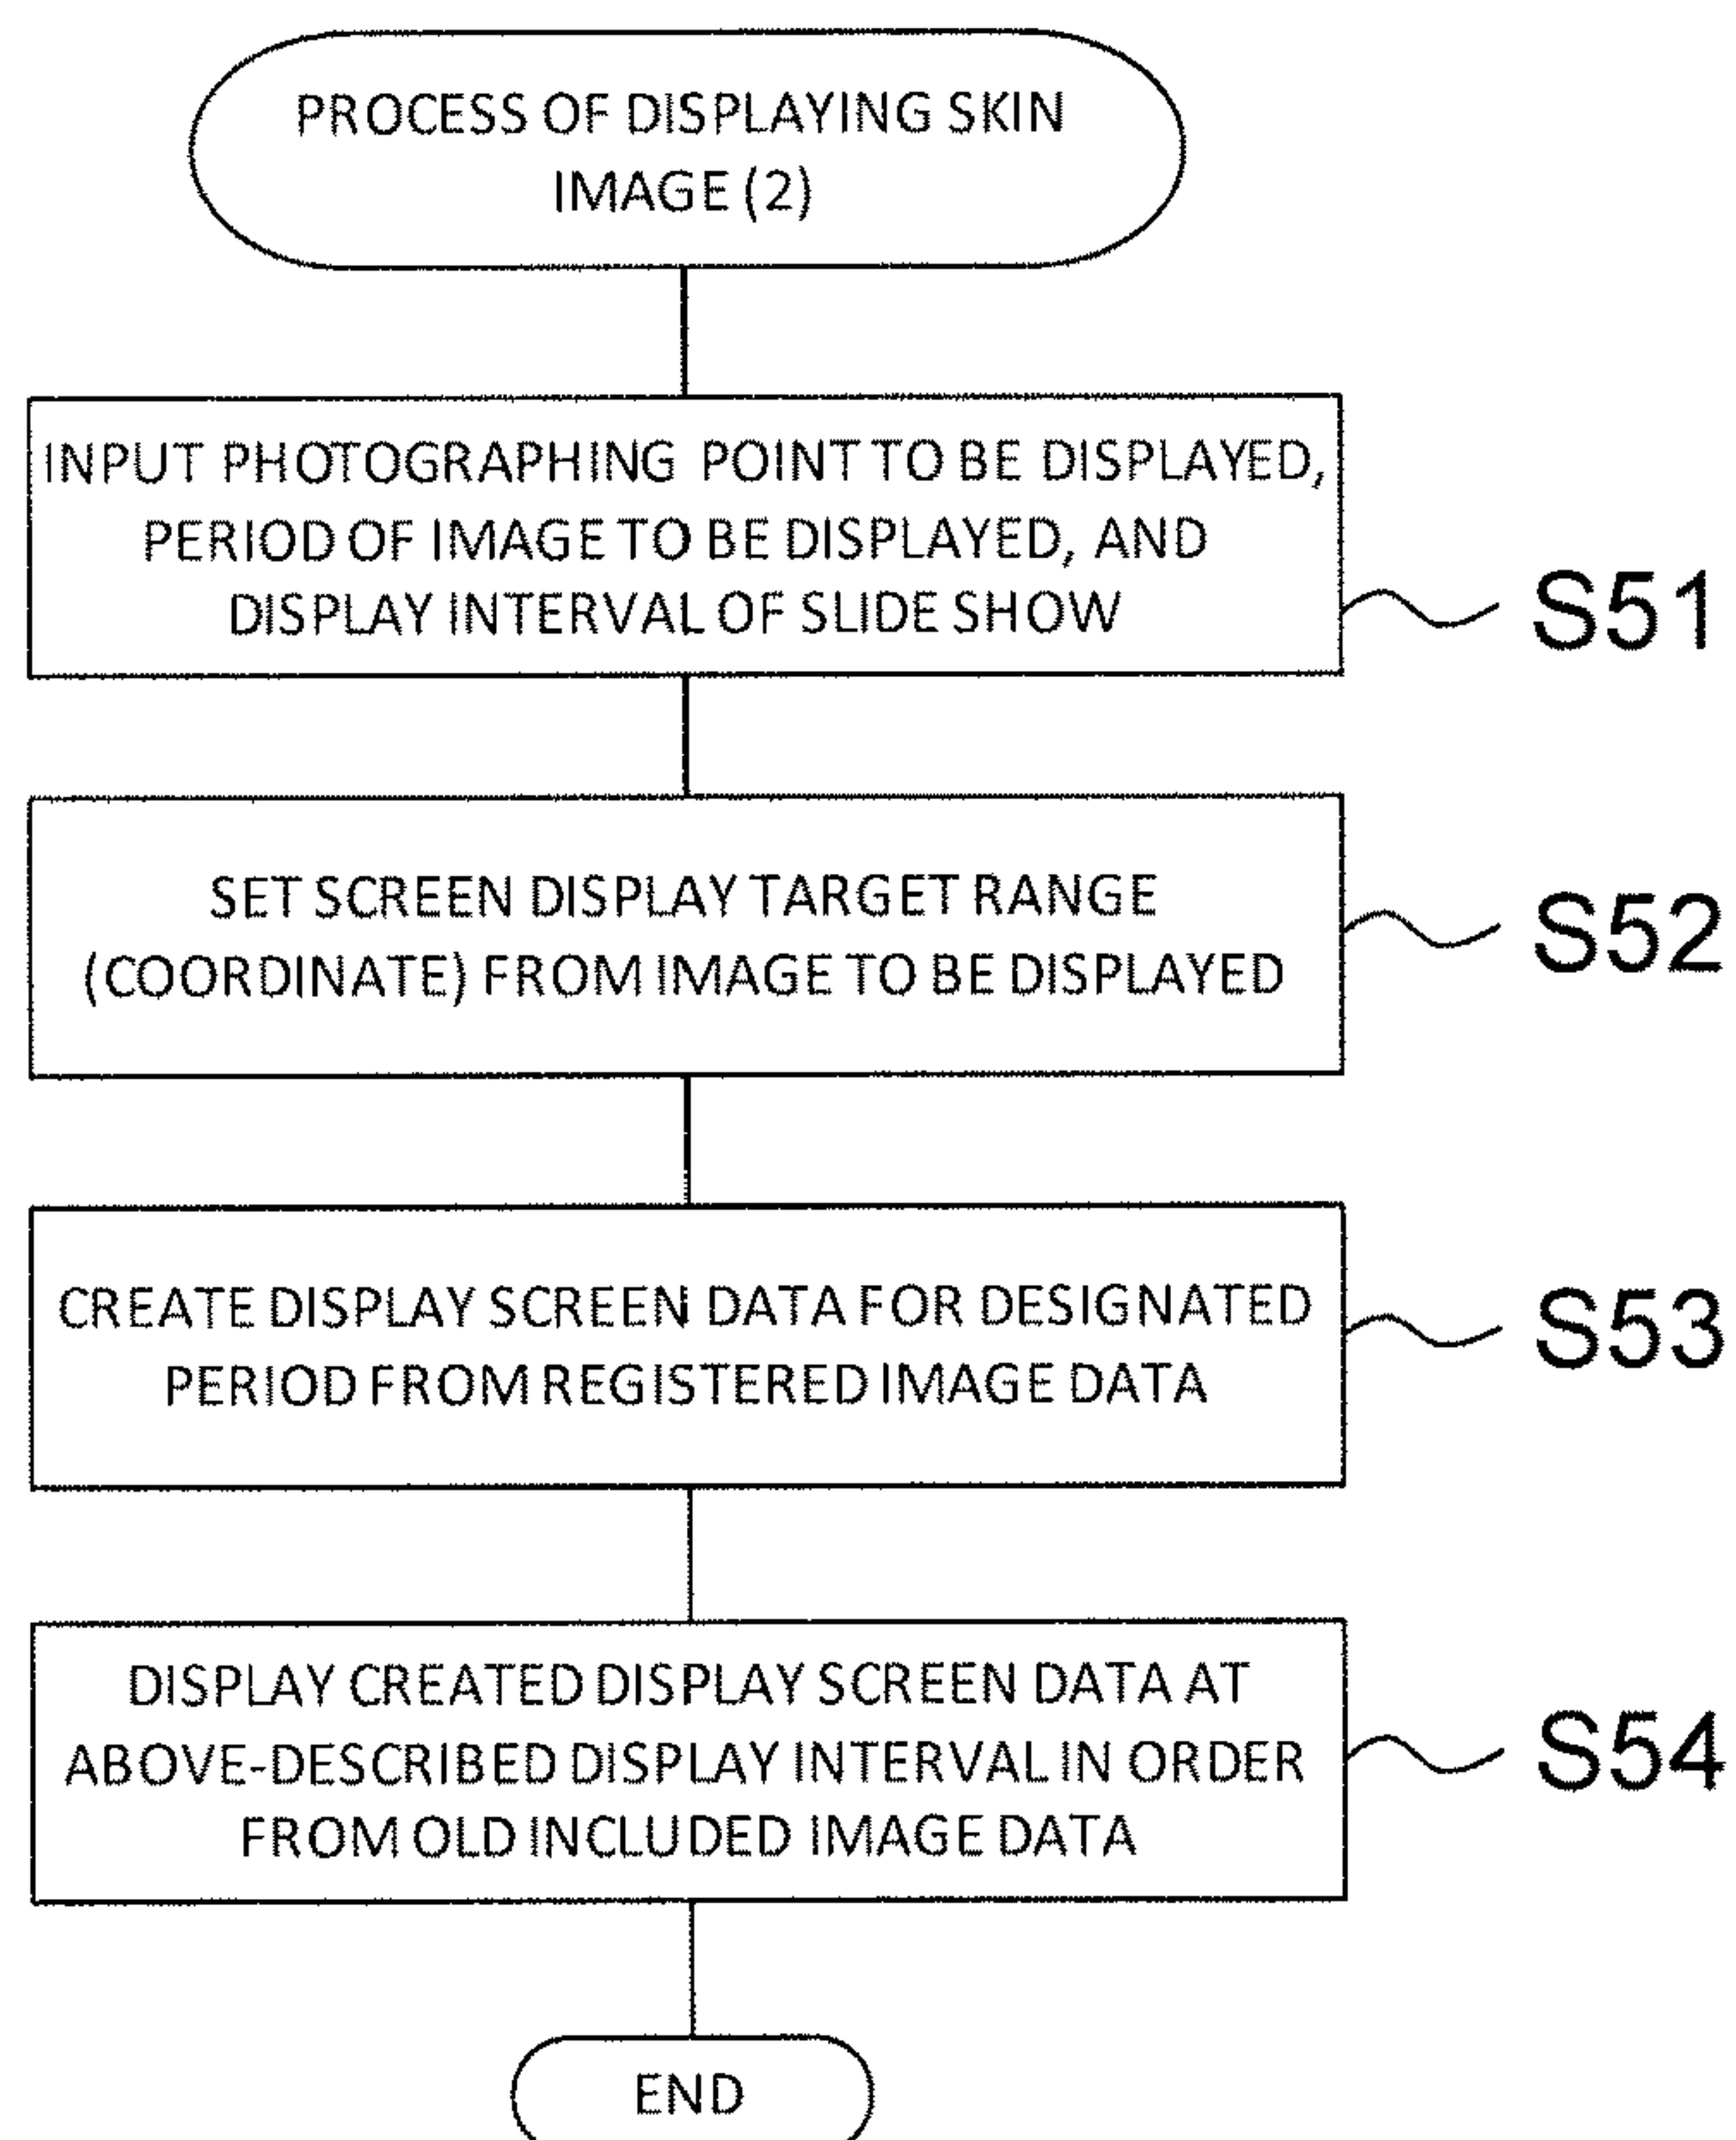 PROCESS OF DISPLAYING SKIN
IMAGE (2)
INPUT PHOTOGRAPHING POINT TO BE DISPLAYED,
PERIOD OF IMAGE TO BE DISPLAYED, AND
DISPLAY INTERVAL OF SLIDE SHOW
S51
SET SCREEN DISPLAY TARGET RANGE
(COORDINATE) FROM IMAGE TO BE DISPLAYED
S52
CREATE DISPLAY SCREEN DATA FOR DESIGNATED
PERIOD FROM REGISTERED IMAGE DATA
S53
DISPLAY CREATED DISPLAY SCREEN DATA AT
ABOVE-DESCRIBED DISPLAY INTERVAL IN ORDER
FROM OLD INCLUDED IMAGE DATA
S54
END